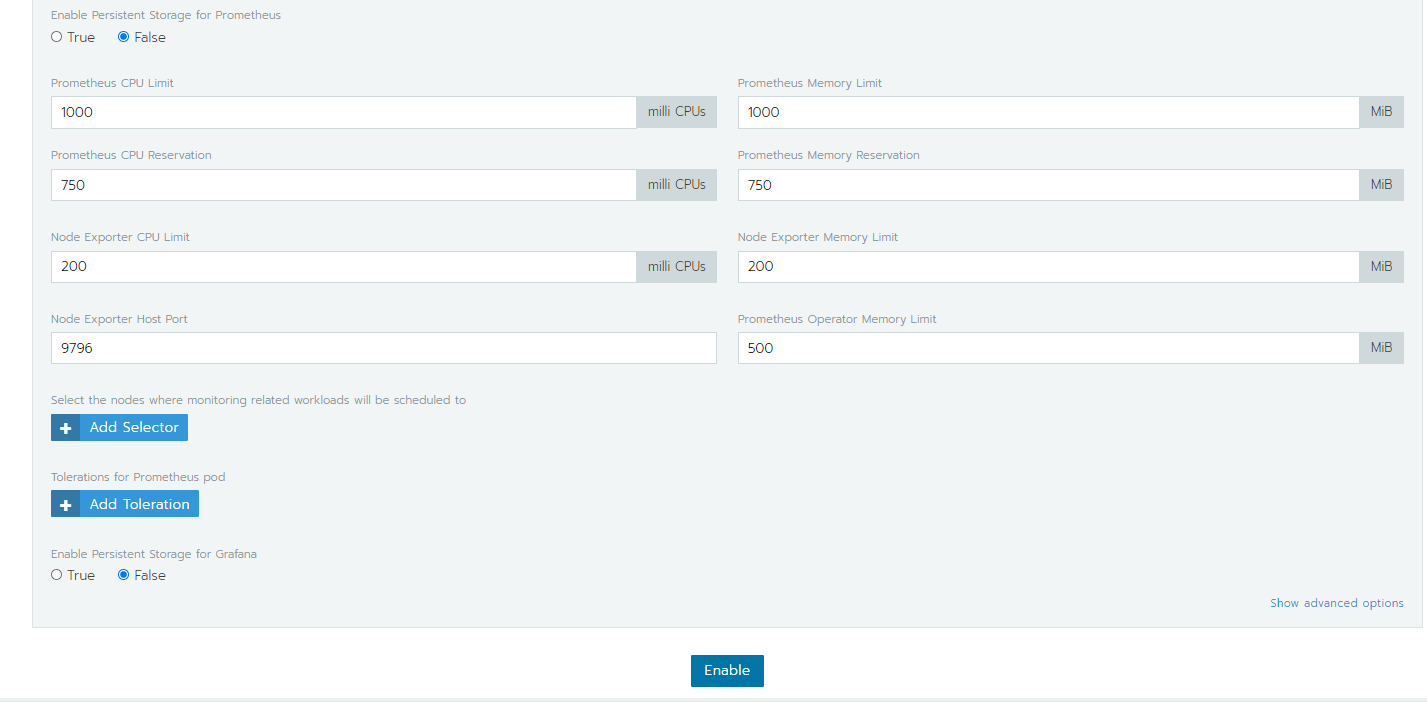 Enable Persistent Storage for Prometheus
True False
Prometheus CPU Limit Prometheus Memory Limit
1000 milli CPUs 1000 MiB
Prometheus CPU Reservation Prometheus Memory Reservation
750 milli CPUs 750 MiB
Node Exporter CPU Limit Node Exporter Memory Limit
200 milli CPUs 200 MiB
Node Exporter Host Port Prometheus Operator Memory Limit
9796 500 MiB
Select the nodes where monitoring related workloads will be scheduled to
Add Selector
Tolerations for Prometheus pod
Add Toleration
Enable Persistent Storage for Grafana
True False
Show advanced options
Enable